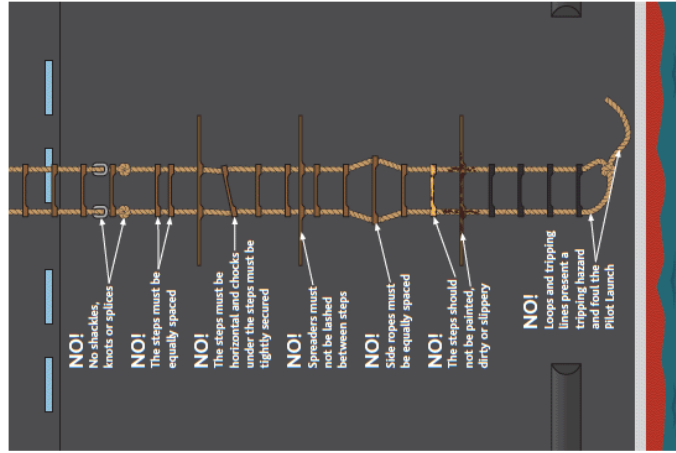 NO!
No shackles,
knots or splices
NO!
The steps must be
equally spaced
NO!
The steps must be
horizontal and chocks
under the steps must be
tightly secured
NO!
Spreaders must
not be lashed
between steps
NO!
Side ropes must
be equally spaced
NO!
The steps should
not be painted,
dirty or slippery
NO!
Loops and tripping
lines present a
tripping hazard
and foul the
Pilot Launch